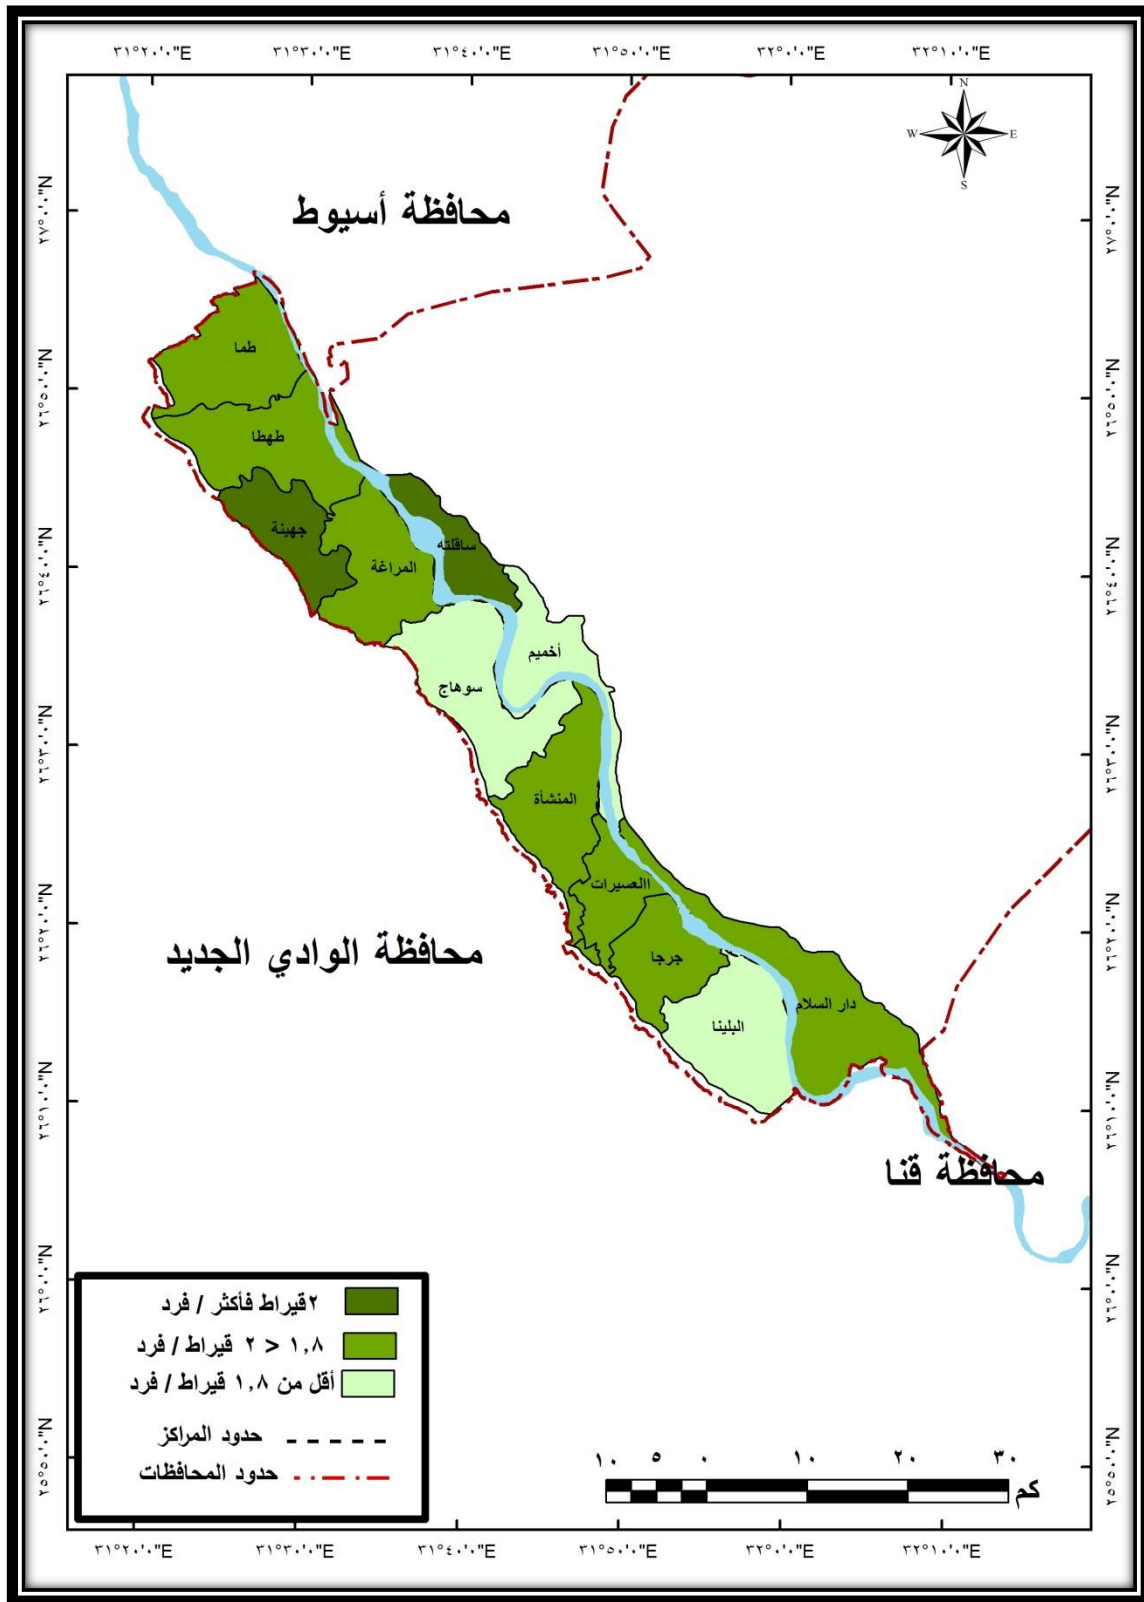 ٣١°٢٠'٠"E ٣١°٣٠'٠"E ٣١°٤٠'٠"E ٣١°٥٠'٠"E ٣٢°٠'٠"E ٣٢°١٠'٠"E
N
W E
S
محافظة أسيوط
طما
طهطا
جهينة
ساقلته
المراغة
أخميم
سوهاج
المنشأة
االعسيرات
محافظة الوادي الجديد
جرجا
دار السلام
البلينا
محافظة قنا
٢قيراط فأكثر / فرد
١,٨ < ٢ قيراط / فرد
أقل من ١,٨ قيراط / فرد
حدود المراكز
حدود المحافظات
١٠ ٥ ٠ ١٠ ٢٠ ٣٠
كم
٣١°٢٠'٠"E ٣١°٣٠'٠"E ٣١°٤٠'٠"E ٣١°٥٠'٠"E ٣٢°٠'٠"E ٣٢°١٠'٠"E